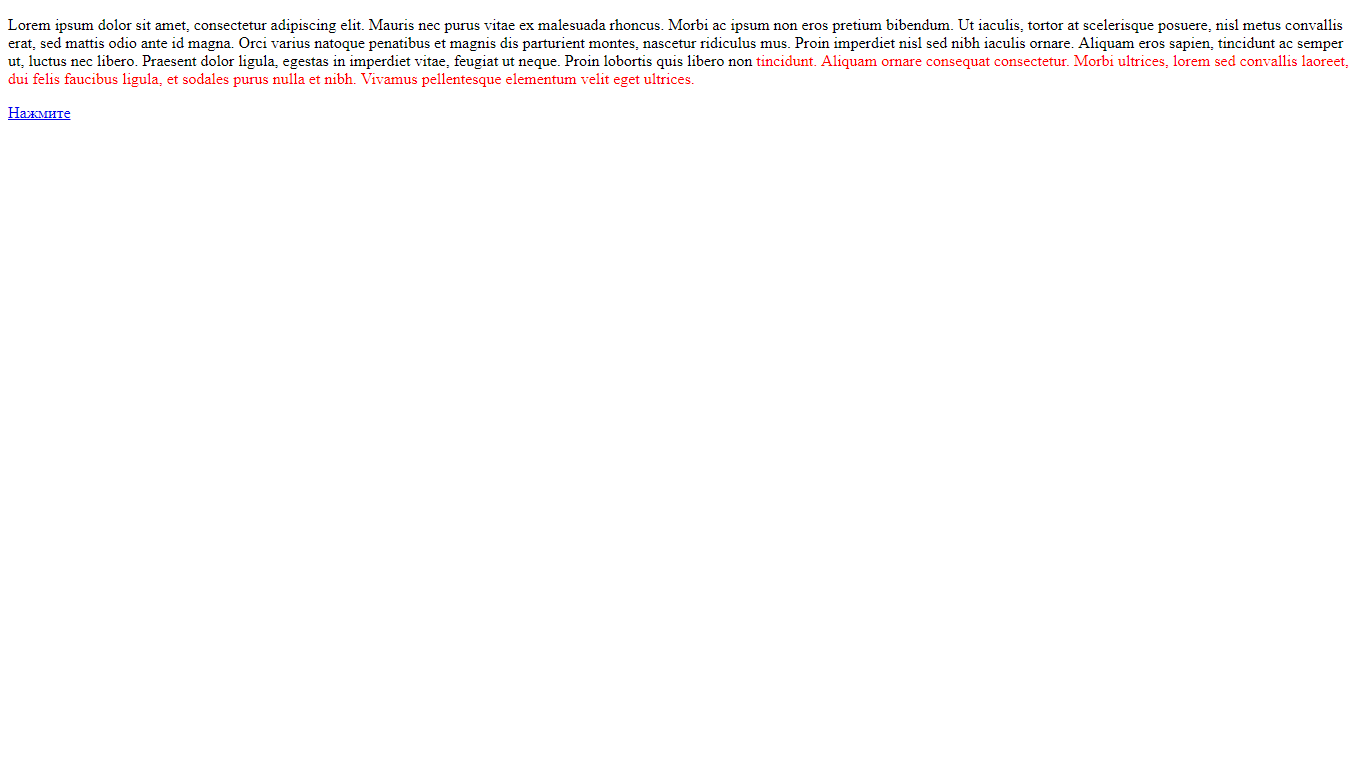 Lorem ipsum dolor sit amet, consectetur adipiscing elit. Mauris nec purus vitae ex malesuada rhoncus. Morbi ac ipsum non eros pretium bibendum. Ut iaculis, tortor at scelerisque posuere, nisl metus convallis
erat, sed mattis odio ante id magna. Orci varius natoque penatibus et magnis dis parturient montes, nascetur ridiculus mus. Proin imperdiet nisl sed nibh iaculis ornare. Aliquam eros sapien, tincidunt ac semper
ut, luctus nec libero. Praesent dolor ligula, egestas in imperdiet vitae, feugiat ut neque. Proin lobortis quis libero non tincidunt. Aliquam ornare consequat consectetur. Morbi ultrices, lorem sed convallis laoreet,
dui felis faucibus ligula, et sodales purus nulla et nibh. Vivamus pellentesque elementum velit eget ultrices.
Нажмите